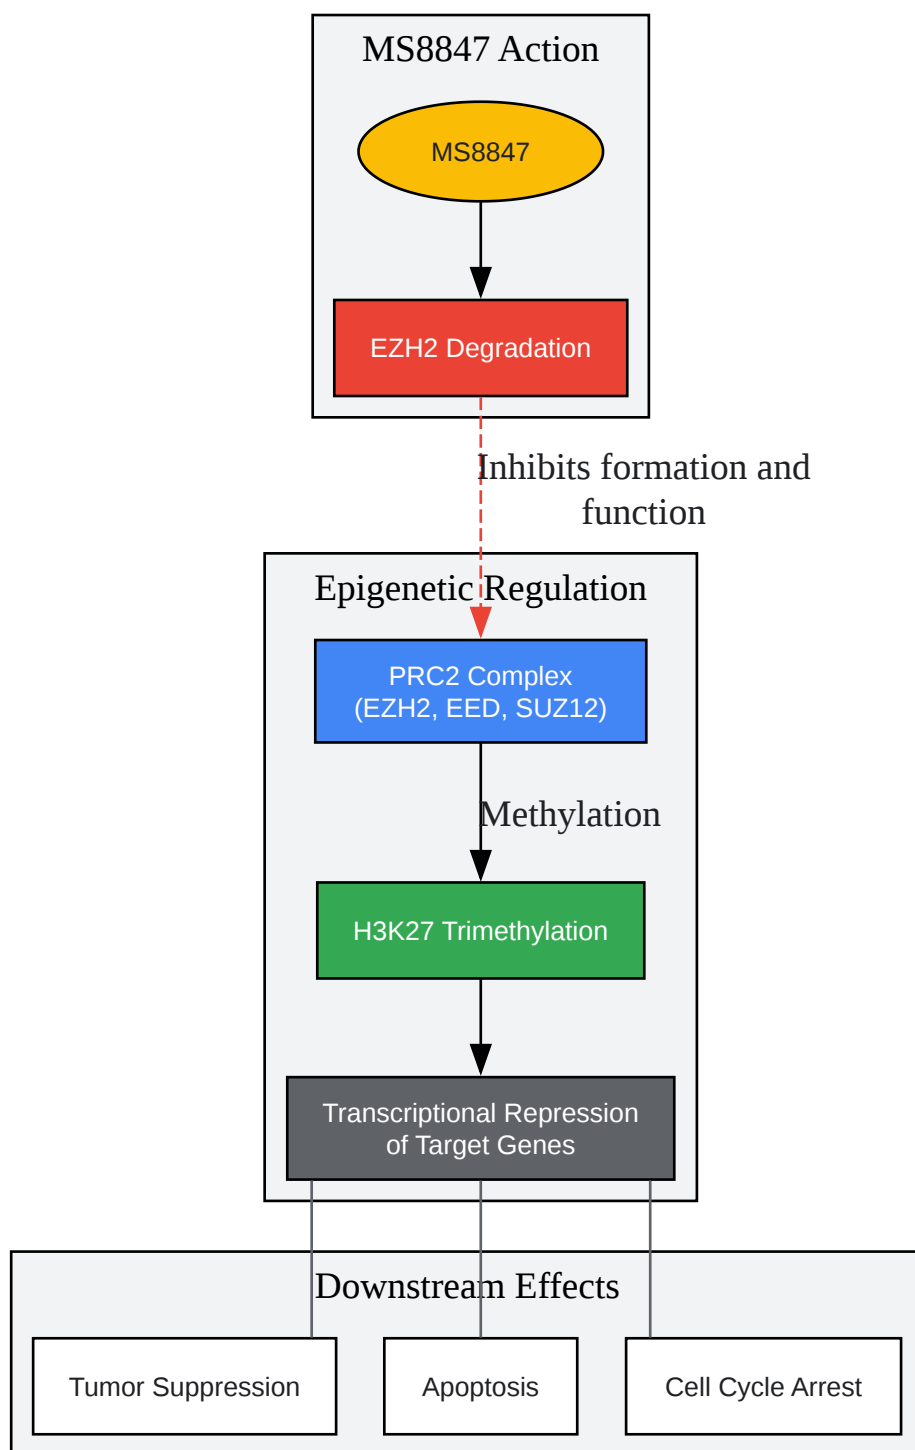 MS8847 Action
MS8847
EZH2 Degradation
Inhibits formation and
function
Epigenetic Regulation
PRC2 Complex
(EZH2, EED, SUZ12)
Methylation
H3K27 Trimethylation
Transcriptional Repression
of Target Genes
Downstream Effects
Tumor Suppression
Apoptosis
Cell Cycle Arrest